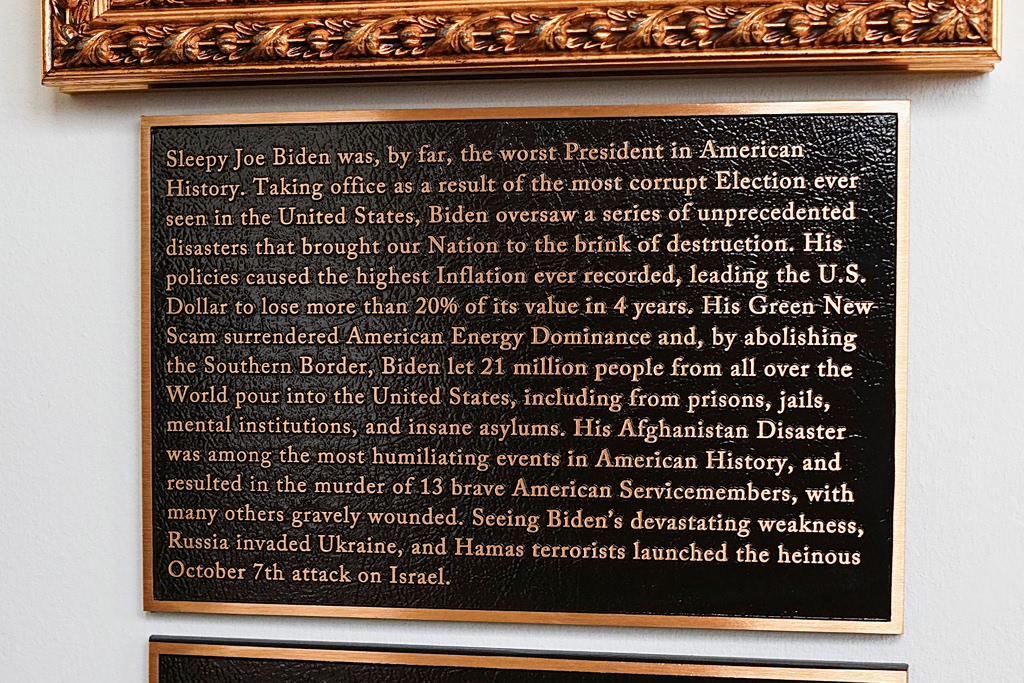 Sleepy Joe Biden was, by far, the worst President in American
History. Taking office as a result of the most corrupt Election ever
seen in the United States, Biden oversaw a series of unprecedented
disasters that brought our Nation to the brink of destruction. His
policies caused the highest Inflation ever recorded, leading the U.S.
Dollar to lose more than 20% of its value in 4 years. His Green New
Scam surrendered American Energy Dominance and, by abolishing
the Southern Border, Biden let 21 million people from all over the
World pour into the United States, including from prisons, jails,
mental institutions, and insane asylums. His Afghanistan Disaster
was among the most humiliating events in American History, and
resulted in the murder of 13 brave American Servicemembers, with
many others gravely wounded. Seeing Biden's devastating weakness,
Russia invaded Ukraine, and Hamas terrorists launched the heinous
October 7th attack on Israel.